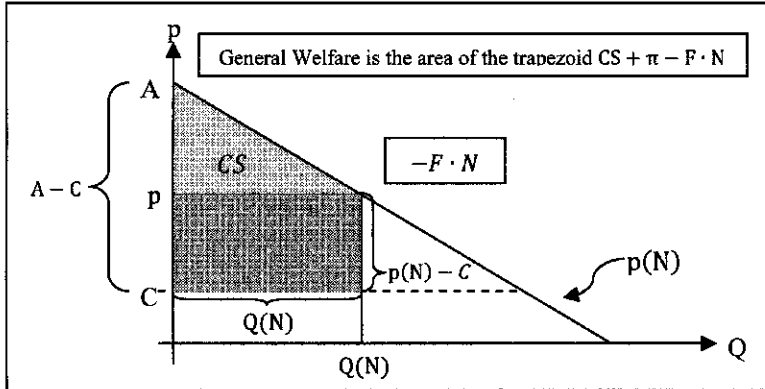 p
General Welfare is the area of the trapezoid CS + π − F · N
A
CS
−F · N
A − C
p
p(N) − C
p(N)
C
Q(N)
Q(N)
Q